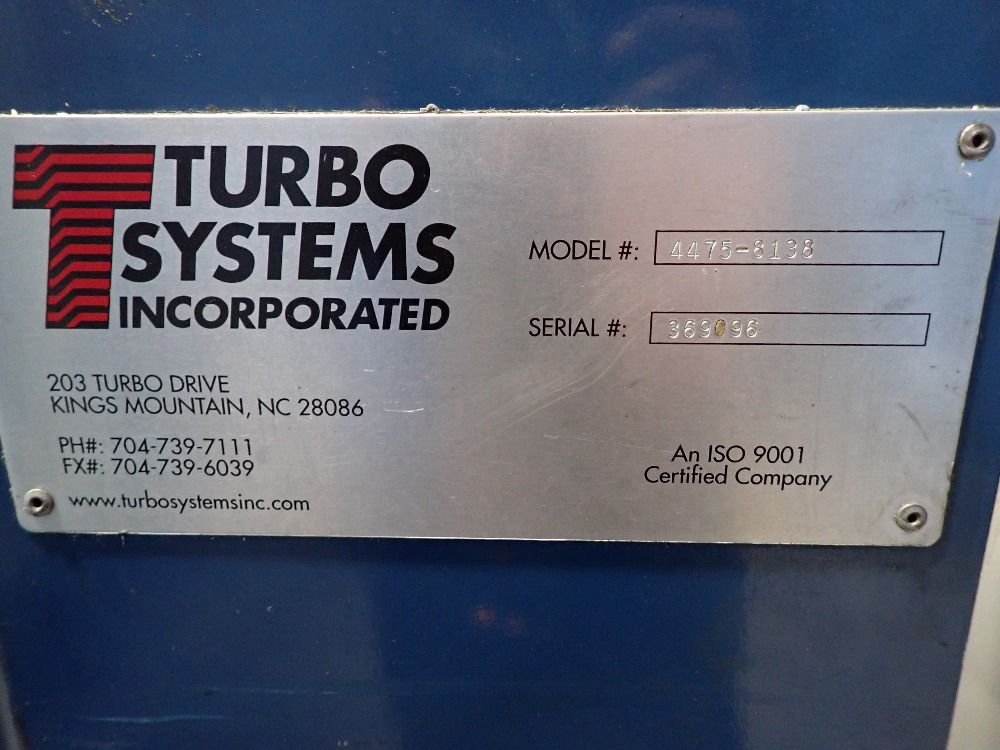 TURBO
SYSTEMS
INCORPORATED
203 TURBO DRIVE
KINGS MOUNTAIN, NC 28086
PH#: 704-739-7111
FX#: 704-739-6039
www.turbosystemsinc.com
MODEL #: 4475-8138
SERIAL #: 369096
An ISO 9001
Certified Company